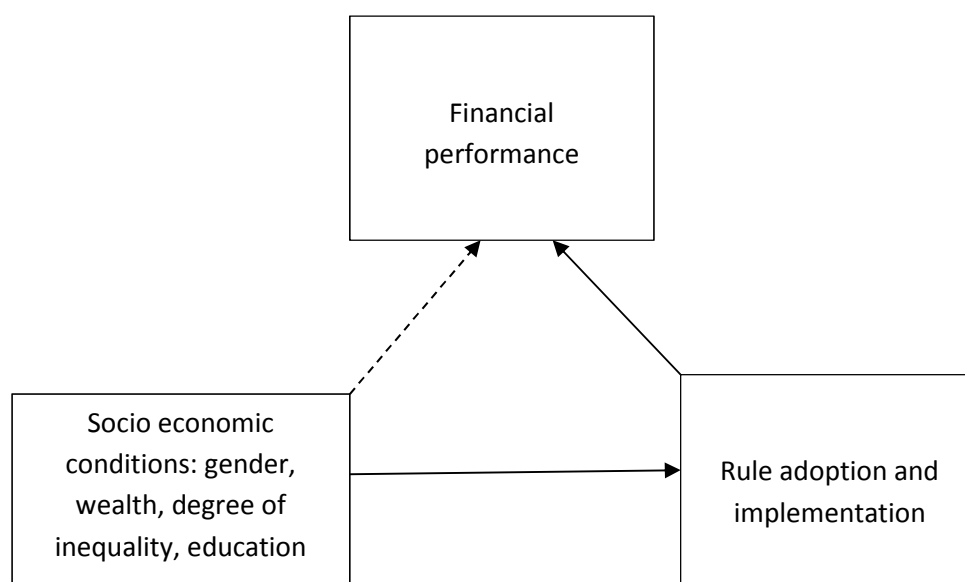 Financial
performance
Socio economic
conditions: gender,
wealth, degree of
inequality, education
Rule adoption and
implementation